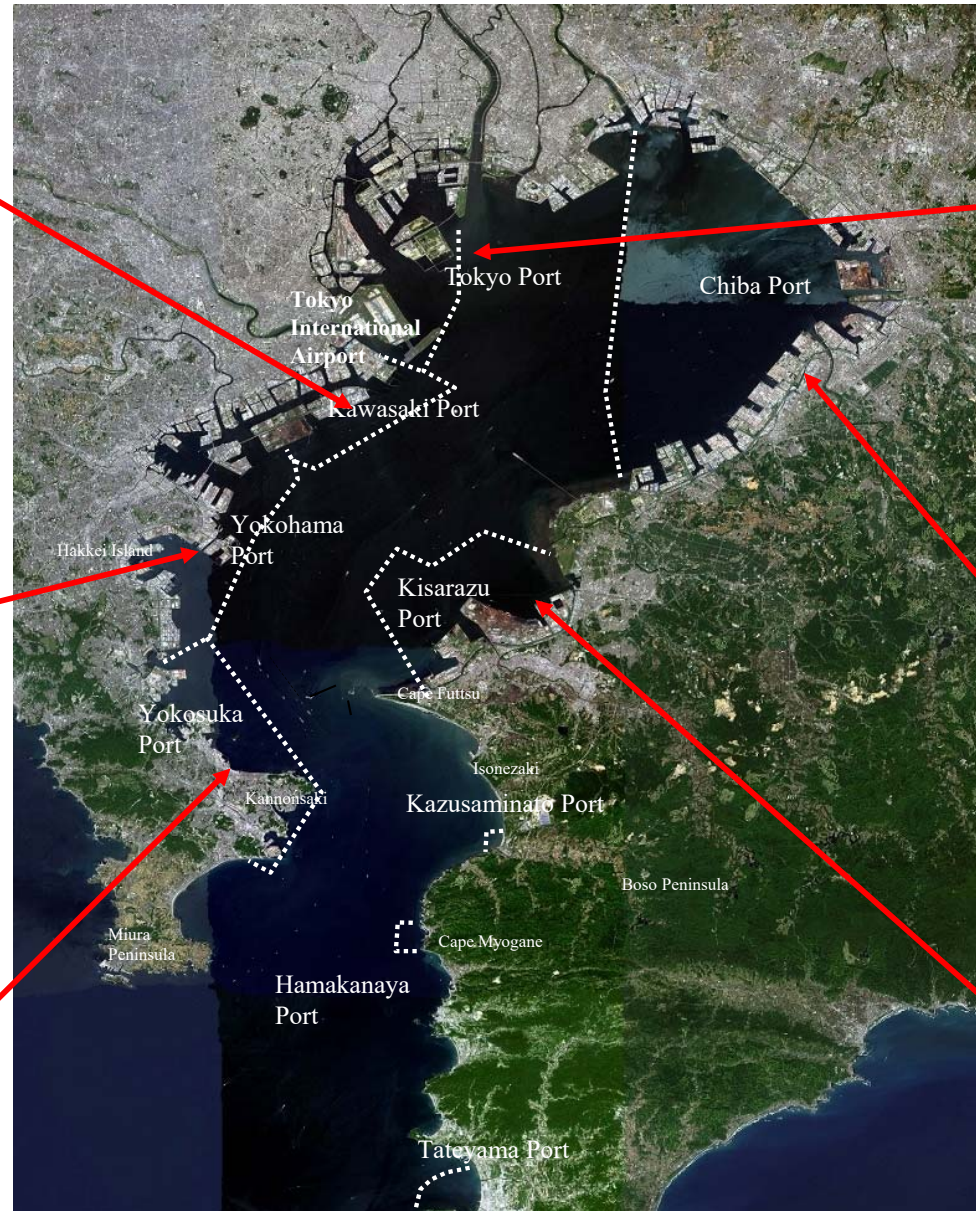 Tokyo Port
Chiba Port
Tokyo
International
Airport
Kawasaki Port
Yokohama
Port
Hakkei Island
Kisarazu
Port
Cape Futtsu
Yokosuka
Port
Isonezaki
Kannonsaki
Kazusaminato Port
Boso Peninsula
Miura
Peninsula
Cape Myogane
Hamakanaya
Port
Tateyama Port